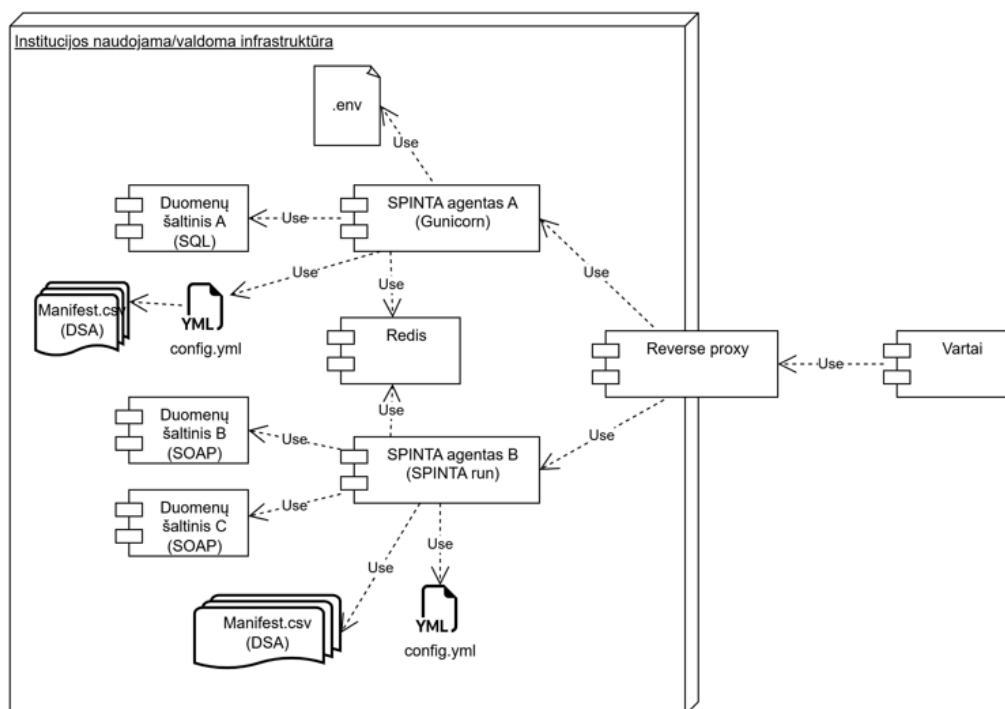 Institucijos naudojama/valdoma infrastruktūra
.env
Use
Duomenų
šaltinis A
(SQL)
Use
SPINTA agentas A
(Gunicorn)
Use
Use
Use
Manifest.csv
(DSA)
YML
config.yml
Redis
Reverse proxy
Use
Vartai
Use
Duomenų
šaltinis B
(SOAP)
Use
SPINTA agentas B
(SPINTA run)
Use
Duomenų
šaltinis C
(SOAP)
Use
Use
Use
Manifest.csv
(DSA)
YML
config.yml